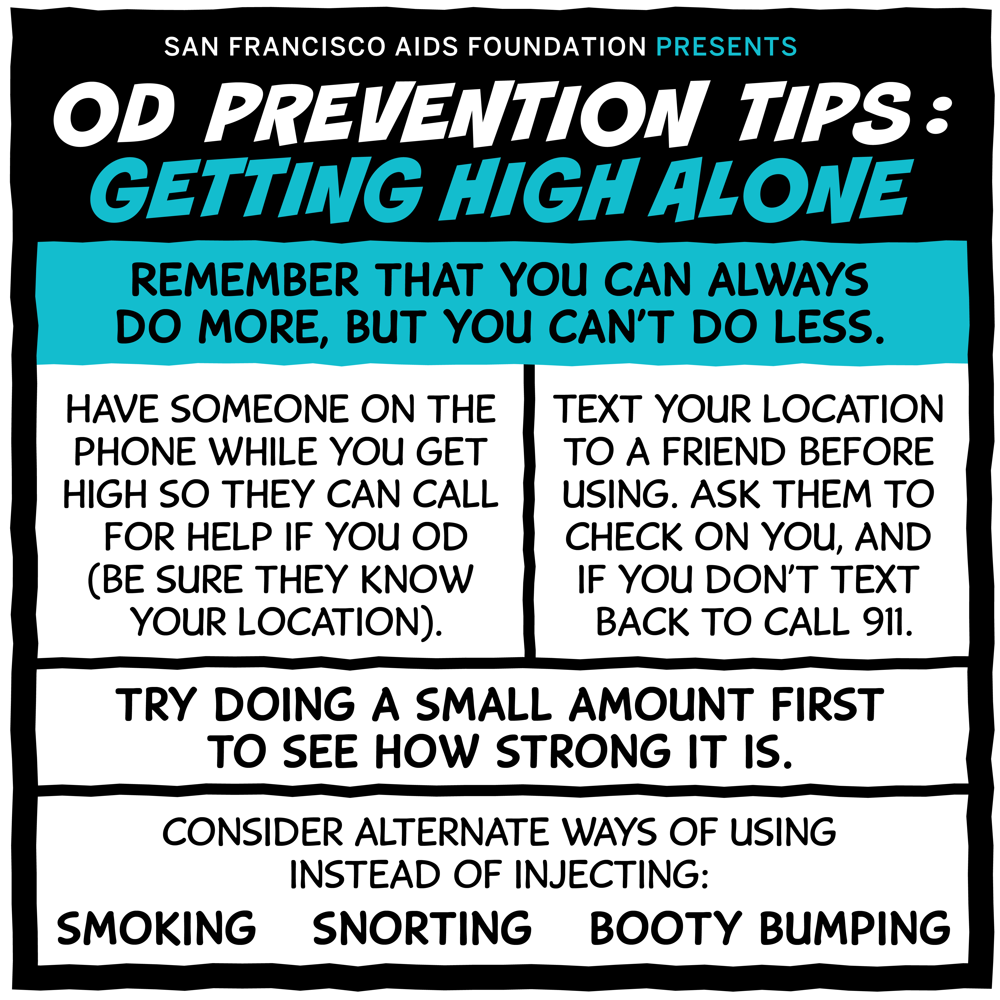 SAN FRANCISCO AIDS FOUNDATION PRESENTS
OD PREVENTION TIPS:
GETTING HIGH ALONE
REMEMBER THAT YOU CAN ALWAYS
DO MORE, BUT YOU CAN'T DO LESS.
HAVE SOMEONE ON THE
PHONE WHILE YOU GET
HIGH SO THEY CAN CALL
FOR HELP IF YOU OD
(BE SURE THEY KNOW
YOUR LOCATION).
TEXT YOUR LOCATION
TO A FRIEND BEFORE
USING. ASK THEM TO
CHECK ON YOU, AND
IF YOU DON'T TEXT
BACK TO CALL 911.
TRY DOING A SMALL AMOUNT FIRST
TO SEE HOW STRONG IT IS.
CONSIDER ALTERNATE WAYS OF USING
INSTEAD OF INJECTING:
SMOKING SNORTING BOOTY BUMPING